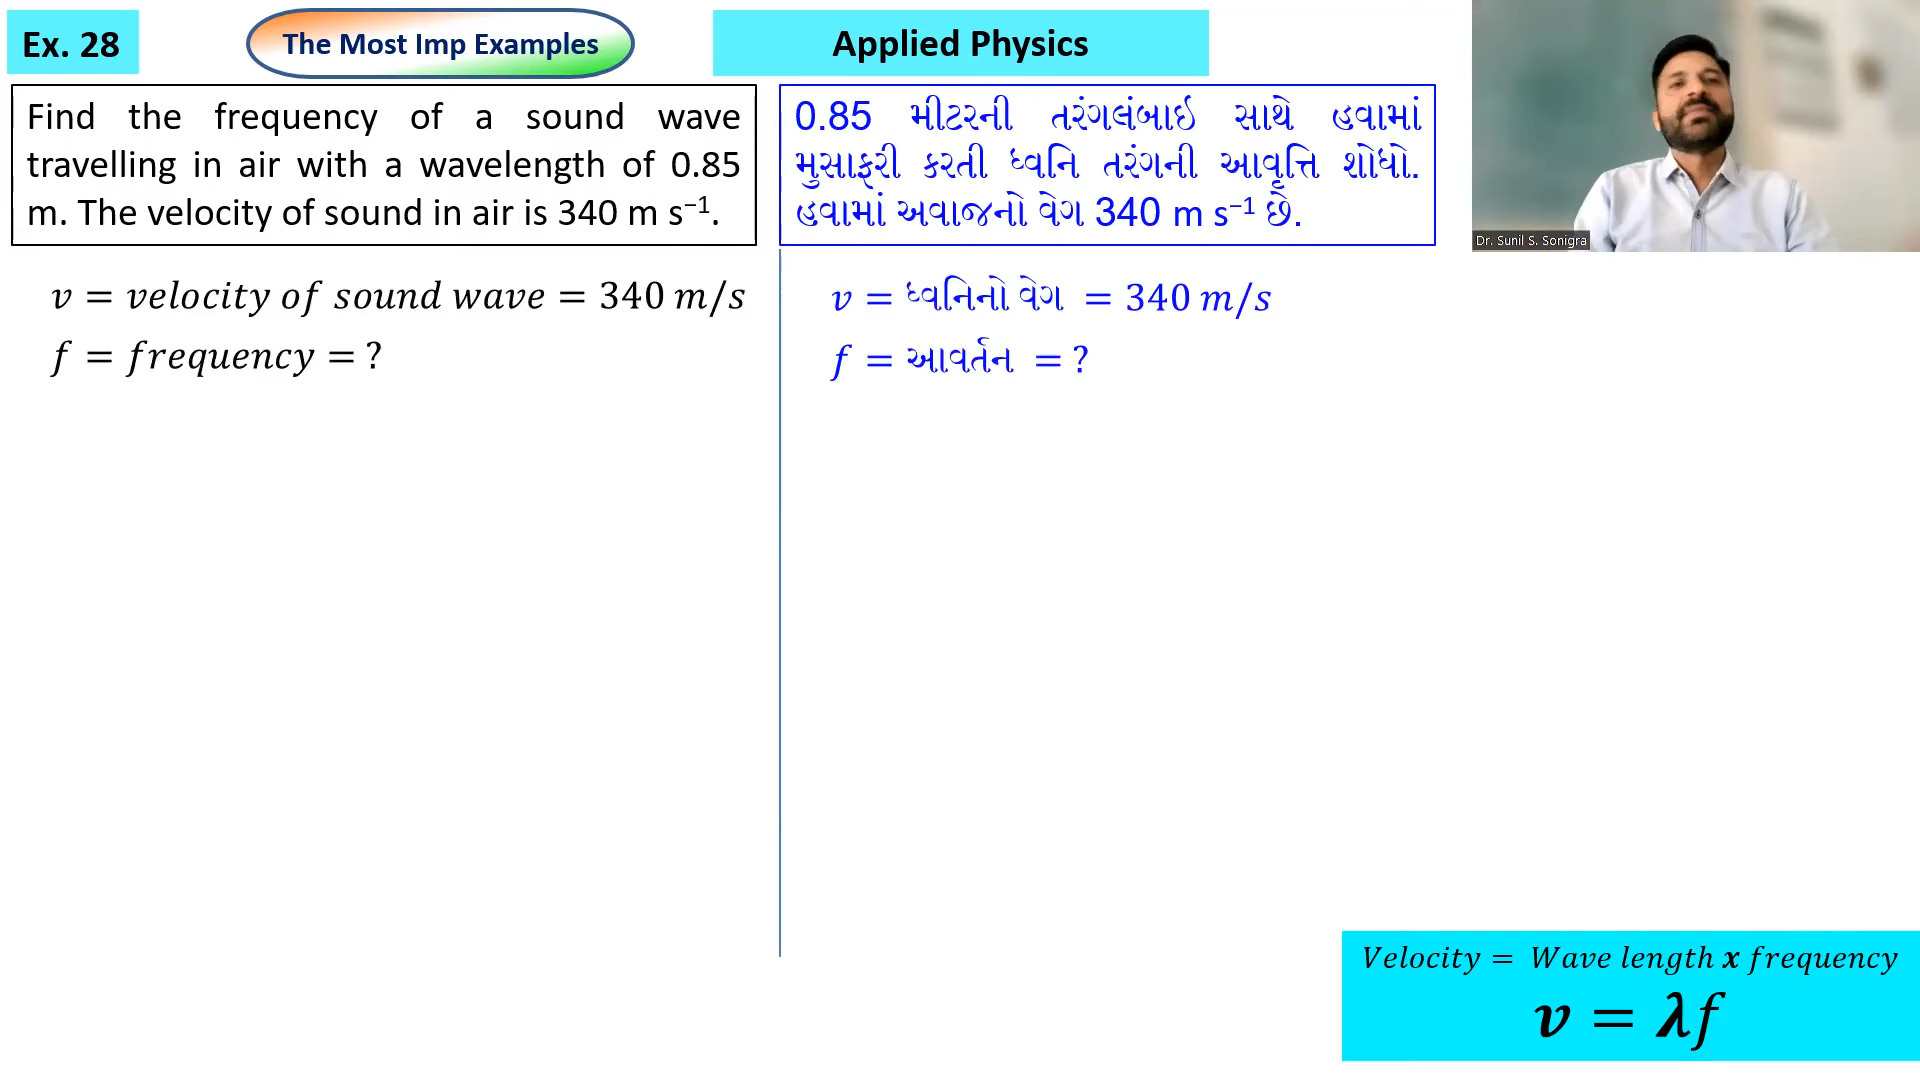 Ex. 28
The Most Imp Examples
Applied Physics
Find the frequency of a sound wave
travelling in air with a wavelength of 0.85
m. The velocity of sound in air is 340 m s⁻¹.
0.85 મીટરની તરંગલંબાઇ સાથે હવામાં
મુસાફરી કરતી ધ્વનિ તરંગની આવૃત્તિ શોધો.
હવામાં અવાજનો વેગ 340 m s⁻¹ છે.
Dr. Sunil S. Sonigra
v = velocity of sound wave = 340 m/s
f = frequency = ?
v = ધ્વનિનો વેગ = 340 m/s
f = આવર્તન = ?
Velocity = Wave length x frequency
v = λf